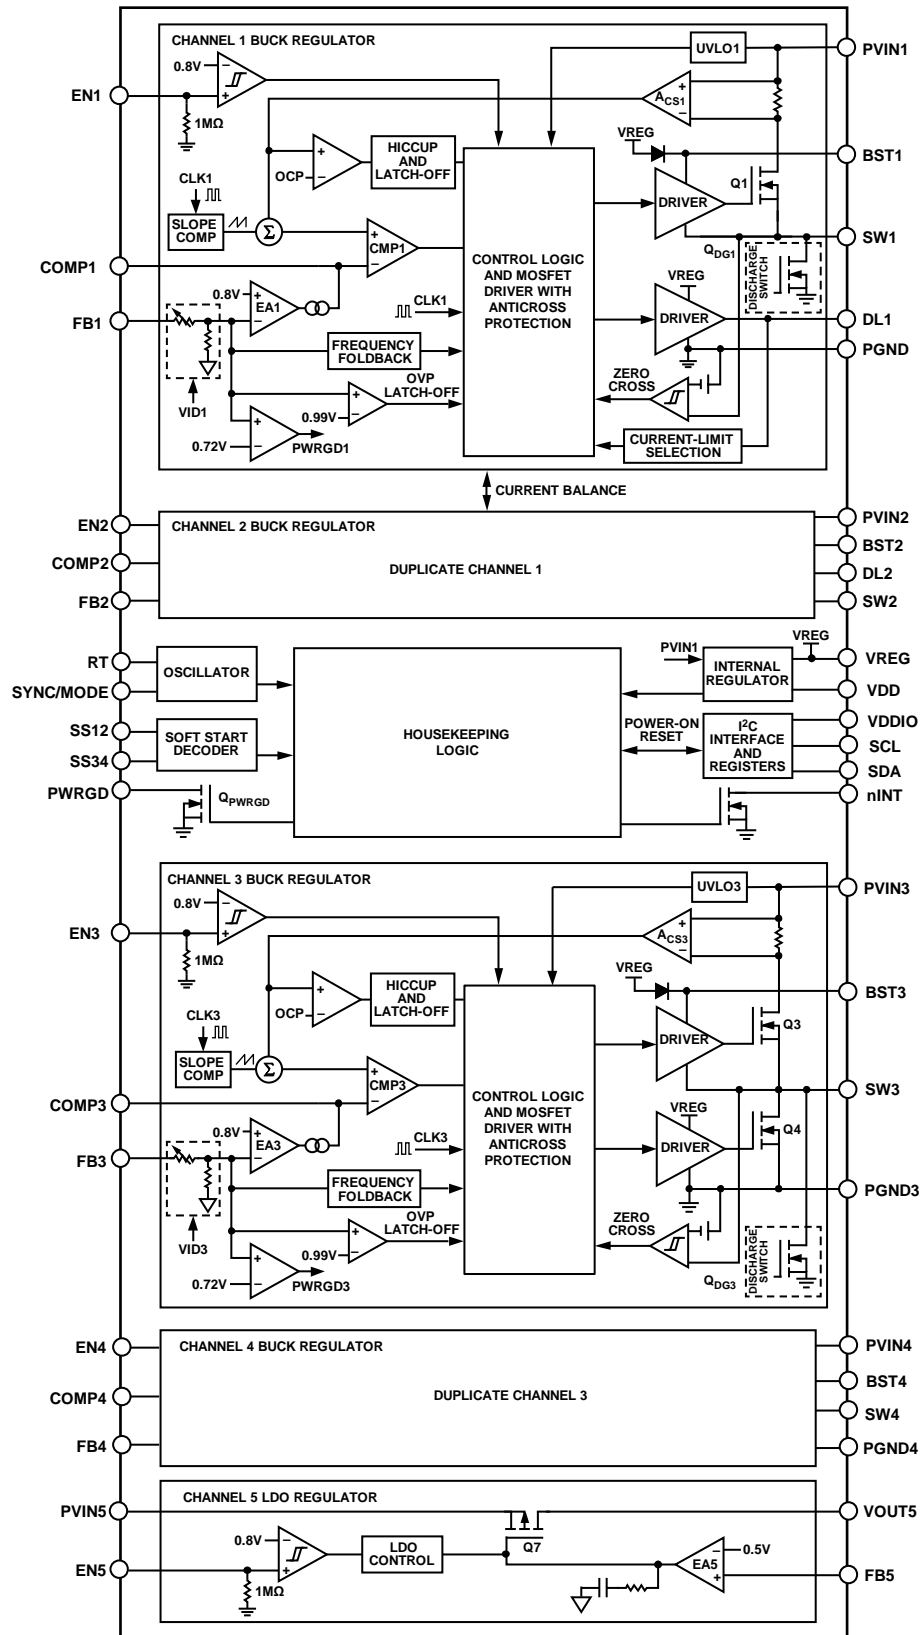 CHANNEL 1 BUCK REGULATOR
UVLO1
PVIN1
0.8V
−
+
EN1
1MΩ
ACS1
+
−
VREG
BST1
HICCUP
AND
LATCH-OFF
+
OCP
−
Q1
DRIVER
CLK1
SLOPE
COMP
Σ
+
CMP1
−
SW1
QDG1
DISCHARGE
SWITCH
COMP1
CONTROL LOGIC
AND MOSFET
DRIVER WITH
ANTICROSS
PROTECTION
0.8V
+
EA1
−
CLK1
VREG
DRIVER
DL1
FB1
PGND
FREQUENCY
FOLDBACK
VID1
OVP
LATCH-OFF
ZERO
CROSS
+
0.99V
−
+
0.72V
−
PWRGD1
CURRENT-LIMIT
SELECTION
CURRENT BALANCE
EN2
COMP2
FB2
CHANNEL 2 BUCK REGULATOR
DUPLICATE CHANNEL 1
PVIN2
BST2
DL2
SW2
RT
SYNC/MODE
OSCILLATOR
SS12
SS34
SOFT START
DECODER
PWRGD
QPWRGD
HOUSEKEEPING
LOGIC
PVIN1
VREG
INTERNAL
REGULATOR
VREG
VDD
POWER-ON
RESET
I2C
INTERFACE
AND
REGISTERS
VDDIO
SCL
SDA
nINT
CHANNEL 3 BUCK REGULATOR
UVLO3
PVIN3
0.8V
−
+
EN3
1MΩ
ACS3
+
−
VREG
BST3
HICCUP
AND
LATCH-OFF
+
OCP
−
Q3
DRIVER
CLK3
SLOPE
COMP
Σ
+
CMP3
−
SW3
COMP3
CONTROL LOGIC
AND MOSFET
DRIVER WITH
ANTICROSS
PROTECTION
0.8V
+
EA3
−
CLK3
VREG
DRIVER
Q4
FB3
PGND3
FREQUENCY
FOLDBACK
VID3
OVP
LATCH-OFF
ZERO
CROSS
+
0.99V
−
+
0.72V
−
PWRGD3
QDG3
DISCHARGE
SWITCH
EN4
COMP4
FB4
CHANNEL 4 BUCK REGULATOR
DUPLICATE CHANNEL 3
PVIN4
BST4
SW4
PGND4
CHANNEL 5 LDO REGULATOR
PVIN5
VOUT5
Q7
0.8V
−
+
EN5
1MΩ
LDO
CONTROL
−
0.5V
EA5
+
FB5